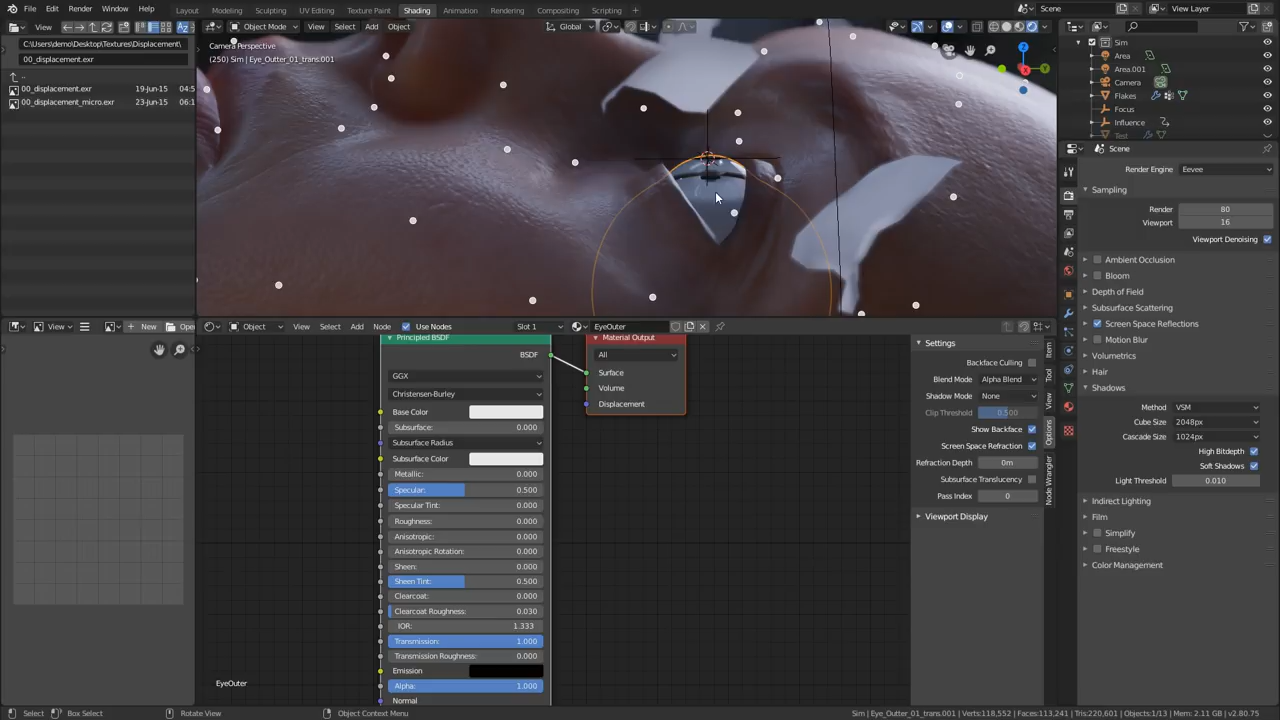 File Edit Render Window Help Layout Modeling Sculpting UV Editing Texture Paint Shading Animation Rendering Compositing Scripting + Scene View Layer
View
Object Mode View Select Add Object Global
C:\Users\demo\Desktop\Textures\Displacement\
00_displacement.exr
..
00_displacement.exr 19-Jun-15 04:5
00_displacement_micro.exr 23-Jun-15 06:1
Camera Perspective
(250) Sim | Eye_Outter_01_trans.001
Sim
Area
Area.001
Camera
Flakes
Focus
Influence
Test
Scene
Render Engine Eevee
Sampling
Render 80
Viewport 16
Viewport Denoising
Ambient Occlusion
Bloom
Depth of Field
Subsurface Scattering
Screen Space Reflections
Motion Blur
Volumetrics
Hair
Shadows
Method VSM
Cube Size 2048px
Cascade Size 1024px
High Bitdepth
Soft Shadows
Light Threshold 0.010
Indirect Lighting
Film
Simplify
Freestyle
Color Management
View + New Ope
Object View Select Add Node Use Nodes Slot 1 EyeOuter
Principled BSDF
BSDF
GGX
Christensen-Burley
Base Color
Subsurface: 0.000
Subsurface Radius
Subsurface Color
Metallic: 0.000
Specular: 0.500
Specular Tint: 0.000
Roughness: 0.000
Anisotropic: 0.000
Anisotropic Rotation: 0.000
Sheen: 0.000
Sheen Tint: 0.500
Clearcoat: 0.000
Clearcoat Roughness: 0.030
IOR: 1.333
Transmission: 1.000
Transmission Roughness: 0.000
Emission
Alpha: 1.000
Normal
Material Output
All
Surface
Volume
Displacement
Settings
Backface Culling
Blend Mode Alpha Blend
Shadow Mode None
Clip Threshold 0.500
Show Backface
Screen Space Refraction
Refraction Depth 0m
Subsurface Translucency
Pass Index 0
Viewport Display
Item
Tool
View
Options
Node Wrangler
EyeOuter
Select Box Select Rotate View Object Context Menu Sim | Eye_Outter_01_trans.001 | Verts:118,552 | Faces:113,241 | Tris:220,601 | Objects:1/13 | Mem: 2.11 GB | v2.80.75